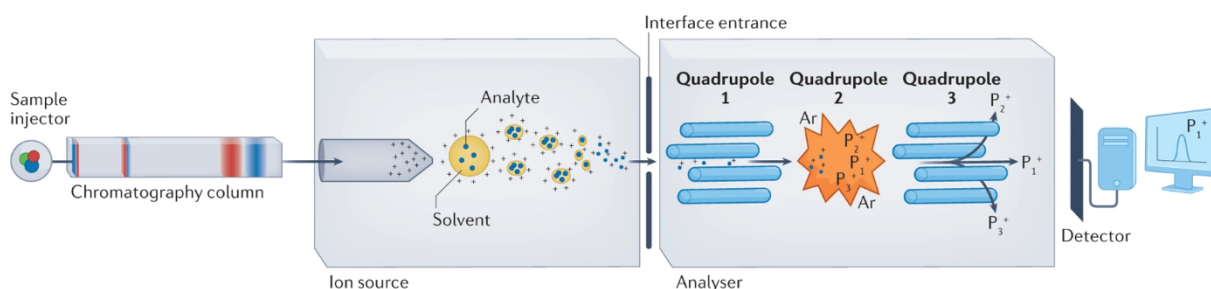 Sample
injector
Chromatography column
Analyte
Solvent
Ion source
Interface entrance
Quadrupole
1
Quadrupole
2
Quadrupole
3
Ar
P2+
P1+
P3+
Ar
P2+
P1+
P3+
Analyser
Detector
P1+